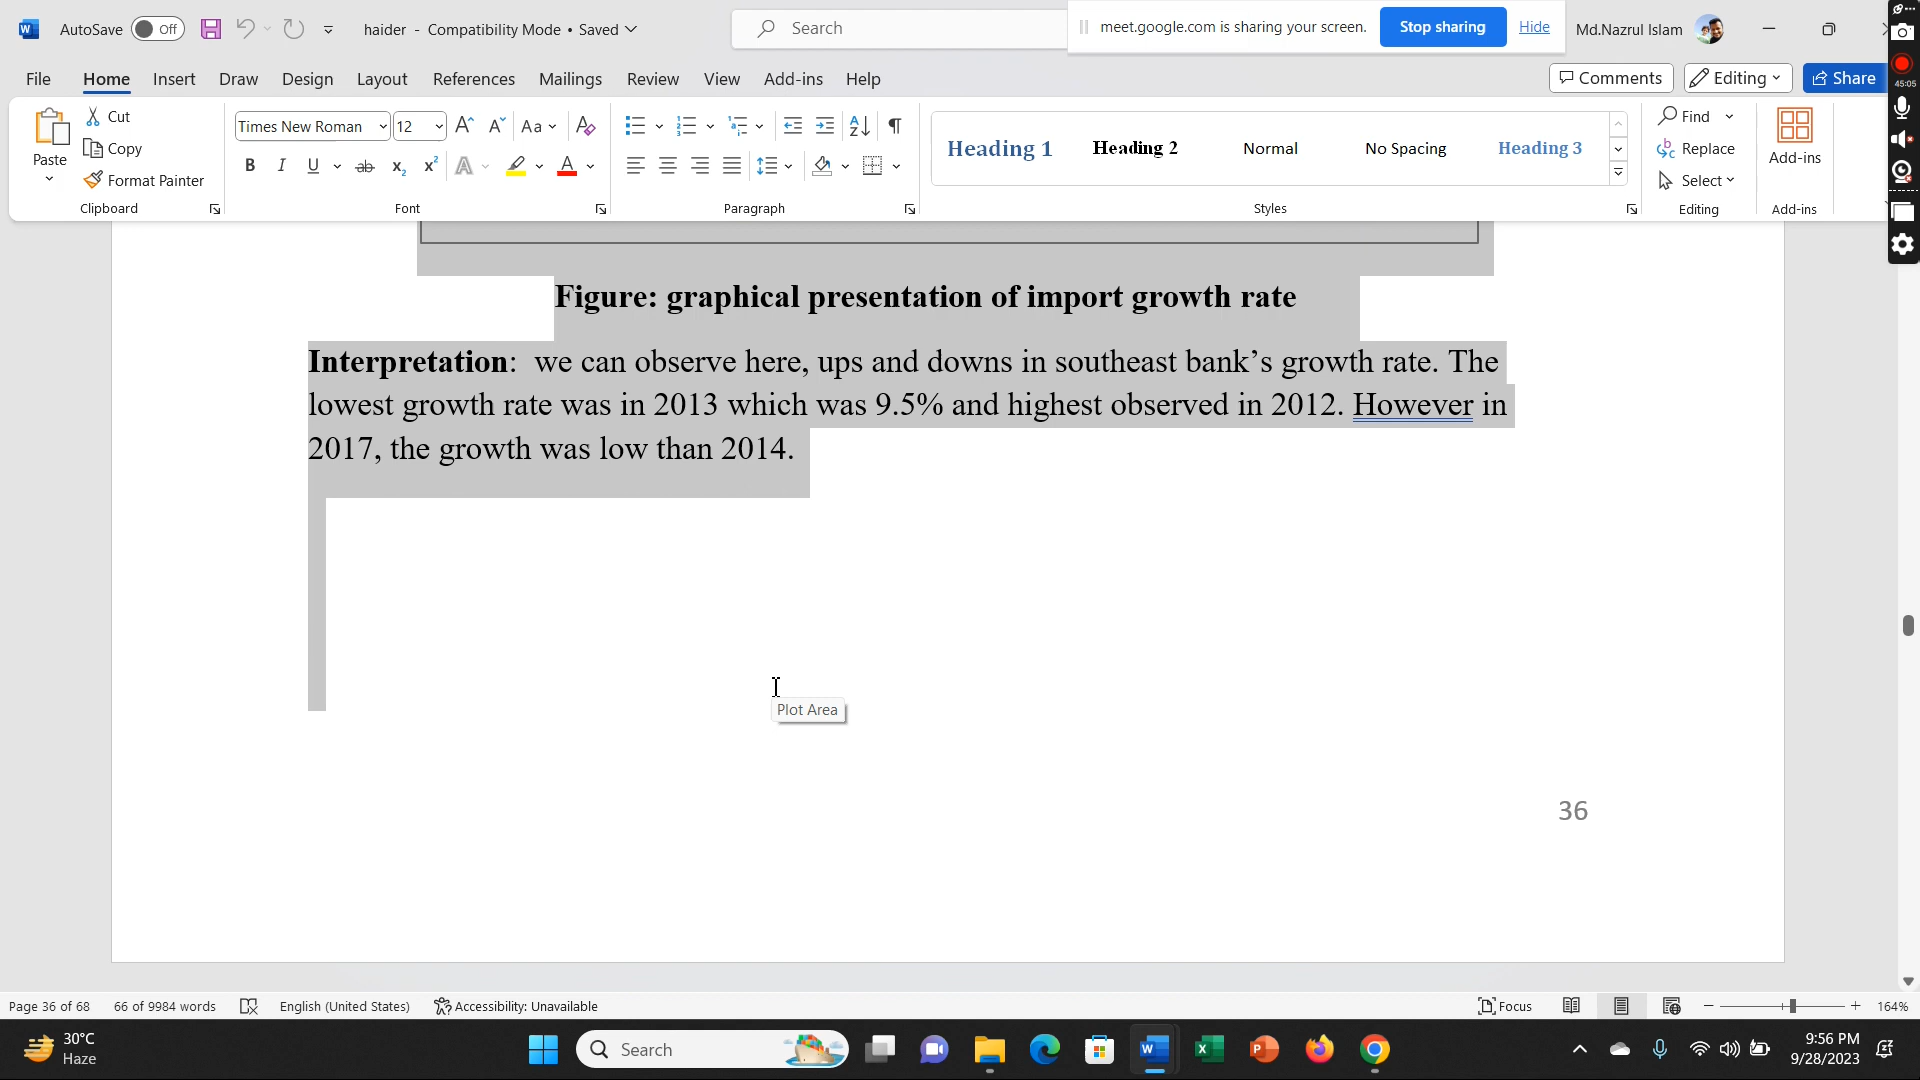 AutoSave Off haider - Compatibility Mode • Saved Search meet.google.com is sharing your screen. Stop sharing Hide Md.Nazrul Islam
File Home Insert Draw Design Layout References Mailings Review View Add-ins Help Comments Editing Share
45:05
Paste Cut Times New Roman 12 Aa Heading 1 Heading 2 Normal No Spacing Heading 3 Find Add-ins
Copy Replace
Format Painter Select
Clipboard Font Paragraph Styles Editing Add-ins
Figure: graphical presentation of import growth rate
Interpretation: we can observe here, ups and downs in southeast bank’s growth rate. The
lowest growth rate was in 2013 which was 9.5% and highest observed in 2012. However in
2017, the growth was low than 2014.
Plot Area
36
Page 36 of 68 66 of 9984 words English (United States) Accessibility: Unavailable Focus 164%
30°C Search 9:56 PM
Haze 9/28/2023